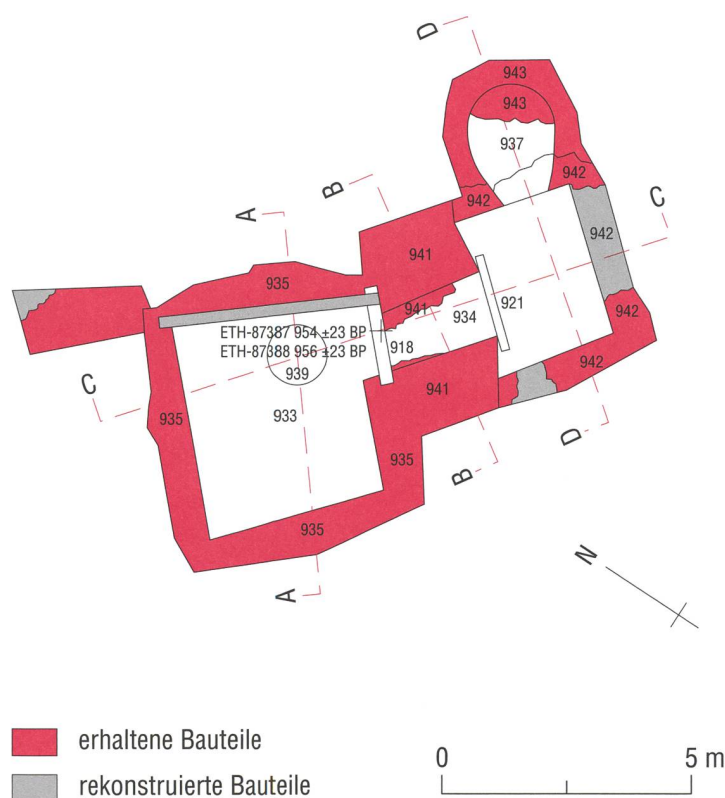 D
943
943
937
B
942
942
C
A
942
941
935
941
921
934
ETH-87387 954 ±23 BP
ETH-87388 956 ±23 BP
918
942
939
942
C
941
933
935
D
935
B
935
N
A
erhaltene Bauteile
0
5 m
rekonstruierte Bauteile